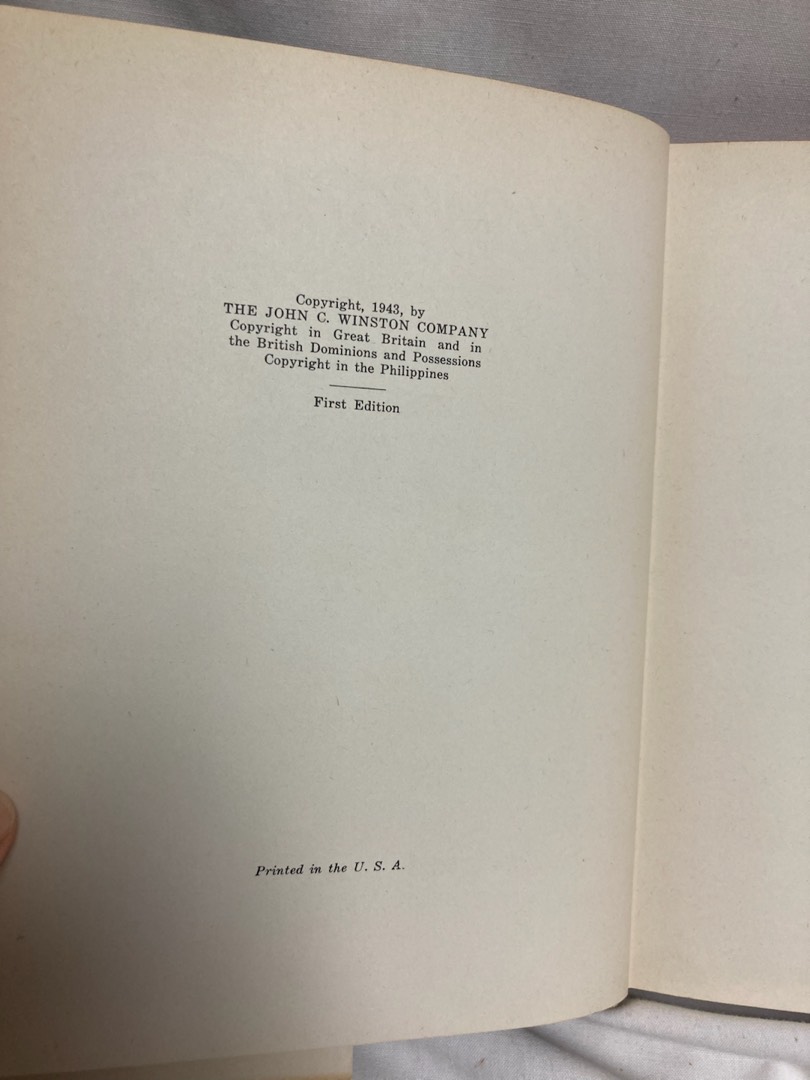 Copyright, 1943, by
THE JOHN C. WINSTON COMPANY
Copyright in Great Britain and in
the British Dominions and Possessions
Copyright in the Philippines
First Edition
Printed in the U. S. A.